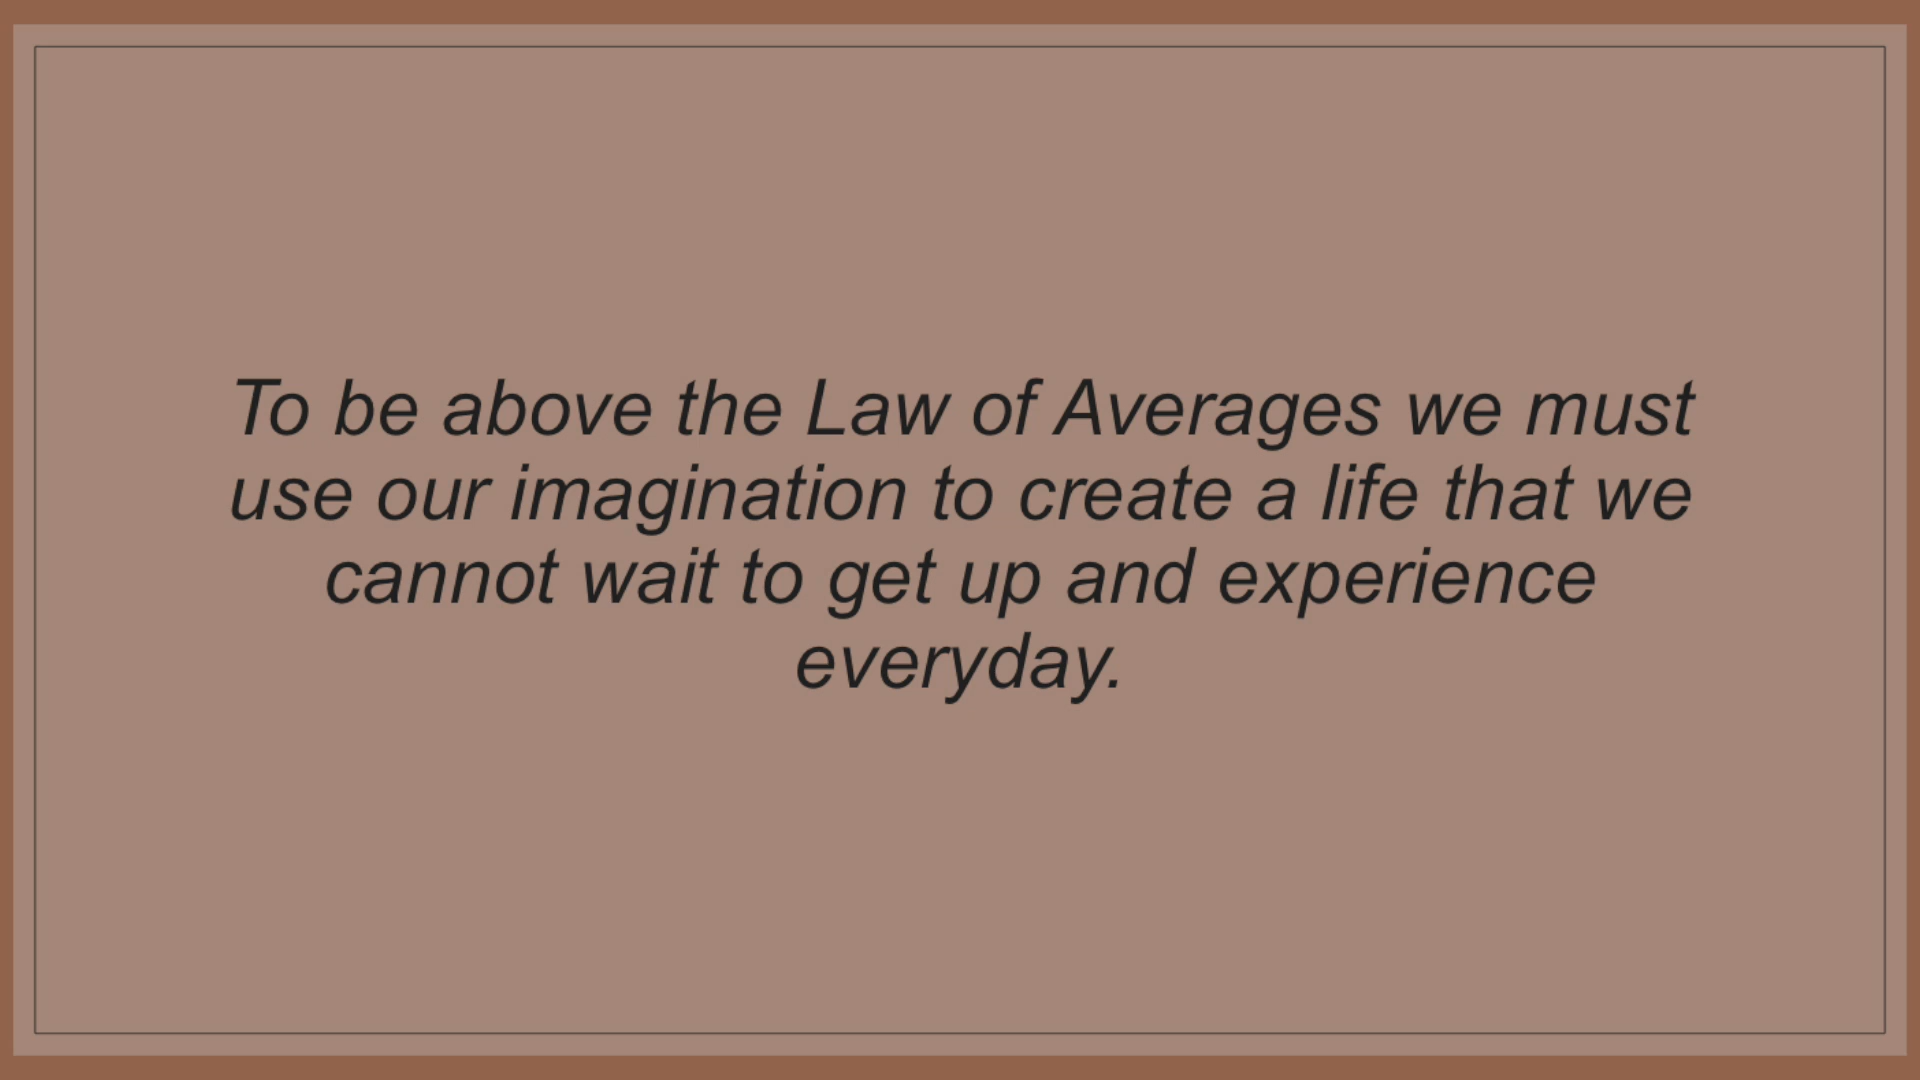 To be above the Law of Averages we must
use our imagination to create a life that we
cannot wait to get up and experience
everyday.